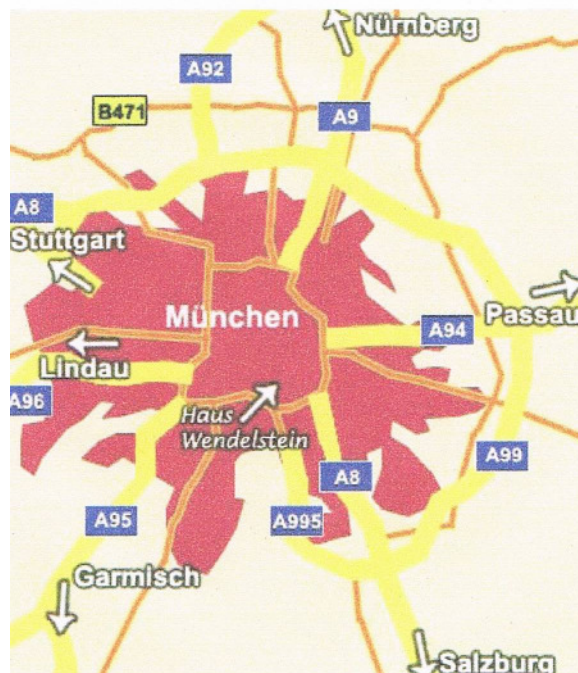 Nürnberg
A92
B471
A9
A8
Stuttgart
Passau
München
A94
Lindau
A96
Haus
Wendelstein
A99
A8
A95
A995
Garmisch
Salzburg